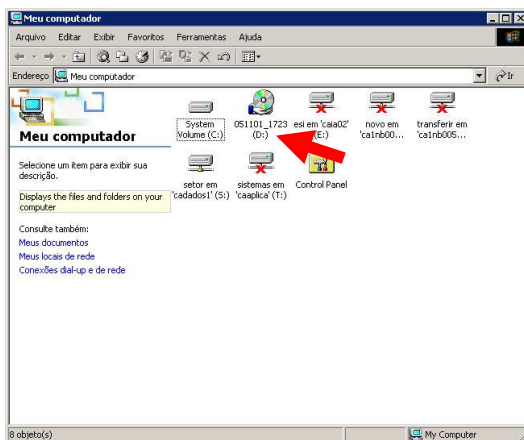 Meu computador
Arquivo Editar Exibir Favoritos Ferramentas Ajuda
Endereço Meu computador Ir
Meu computador
Selecione um item para exibir sua
descrição.
Displays the files and folders on your
computer
Consulte também:
Meus documentos
Meus locais de rede
Conexões dial-up e de rede
System
Volume (C:)
051101_1723
(D:)
esi em 'caia02'
(E:)
novo em
'ca1nb00...
transferir em
'ca1nb005...
setor em
'cadados1' (S:)
sistemas em
'caaplica' (T:)
Control Panel
8 objeto(s) My Computer